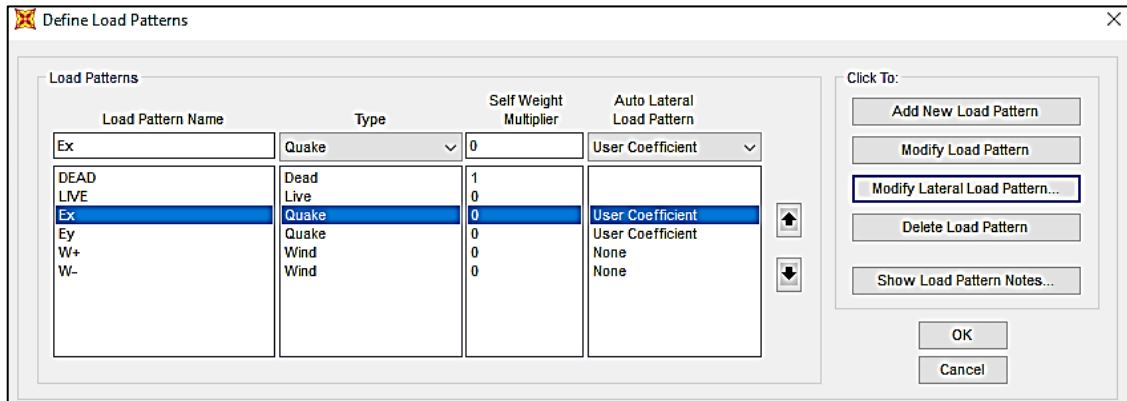 Define Load Patterns
Load Patterns
Click To:
Load Pattern Name Type Self Weight Multiplier Auto Lateral Load Pattern
Ex Quake 0 User Coefficient
DEAD Dead 1
LIVE Live 0
Ex Quake 0 User Coefficient
Ey Quake 0 User Coefficient
W+ Wind 0 None
W- Wind 0 None
Add New Load Pattern
Modify Load Pattern
Modify Lateral Load Pattern...
Delete Load Pattern
Show Load Pattern Notes...
OK
Cancel